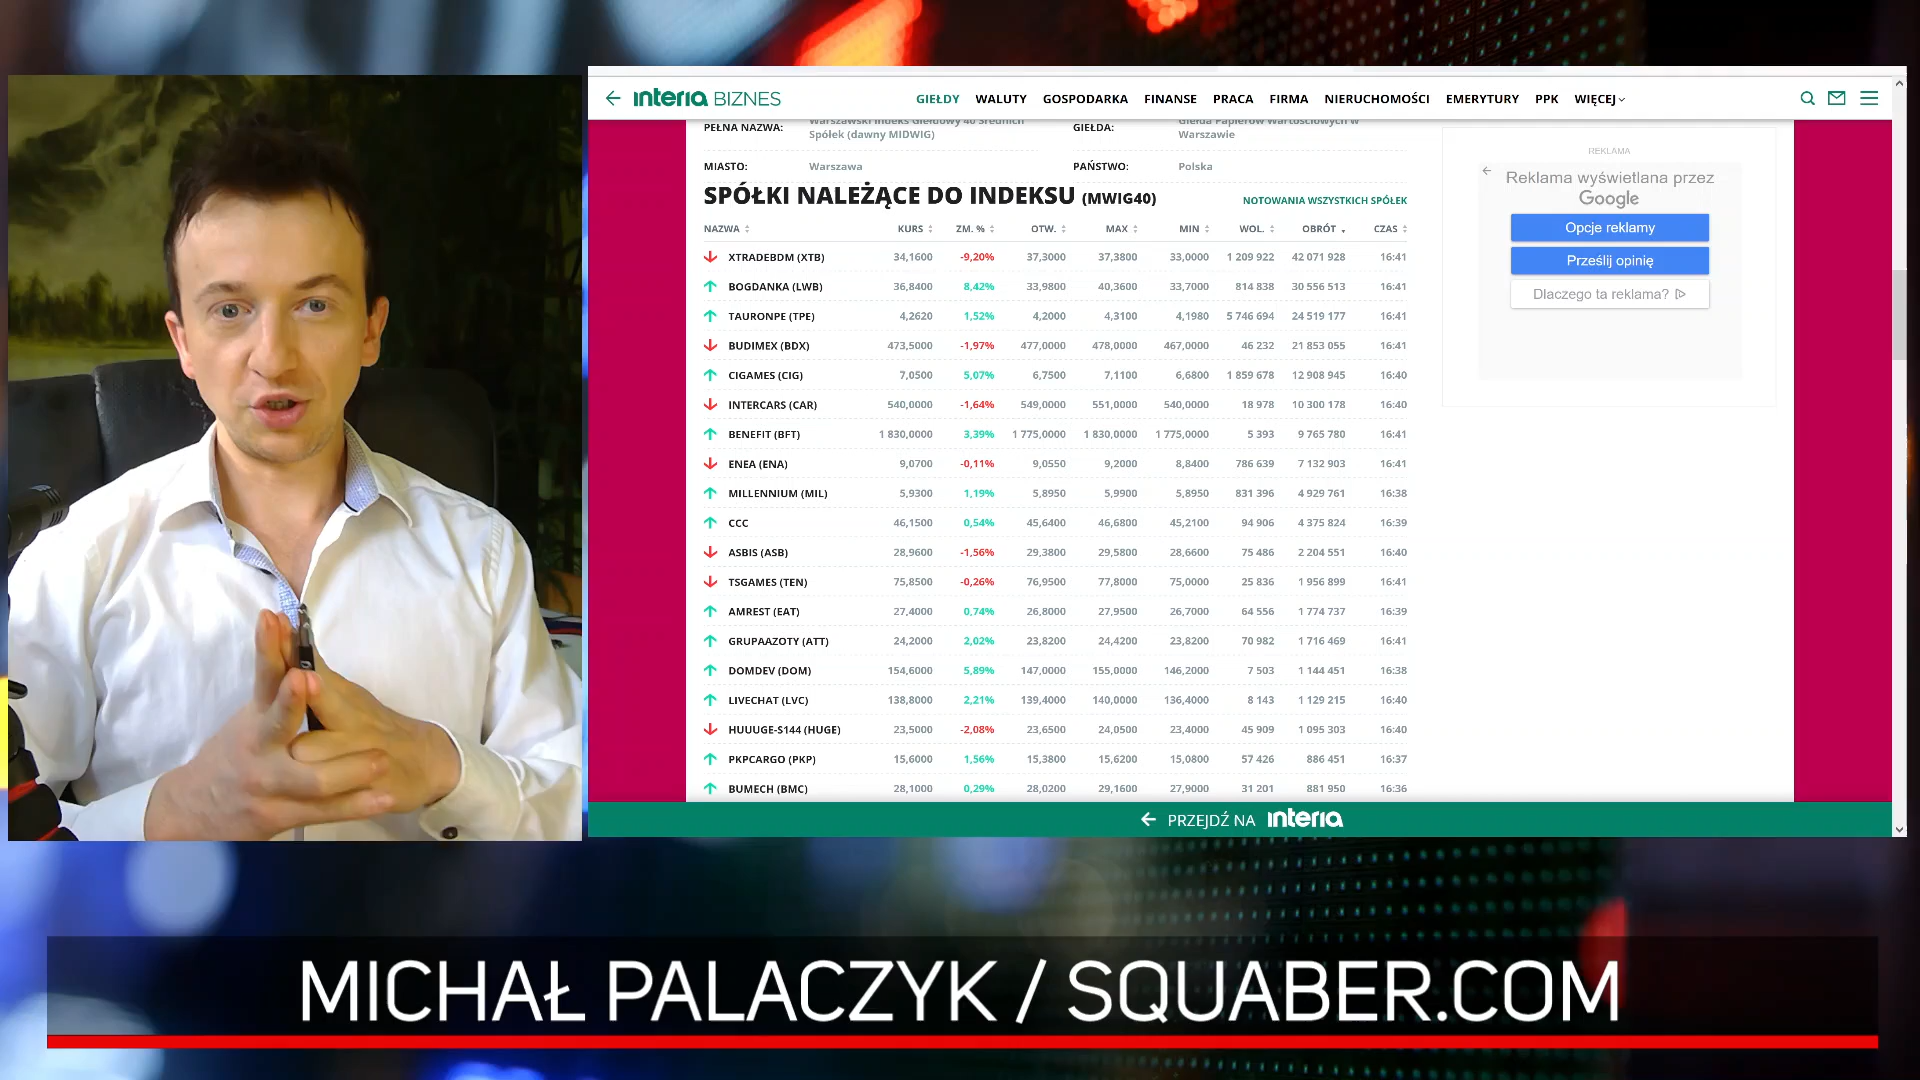 ← interia BIZNES
GIEŁDY WALUTY GOSPODARKA FINANSE PRACA FIRMA NIERUCHOMOŚCI EMERYTURY PPK WIĘCEJ
PEŁNA NAZWA: Warszawski Indeks Giełdowy 40 Średnich Spółek (dawny MIDWIG) GIEŁDA: Giełda Papierów Wartościowych w Warszawie
MIASTO: Warszawa PAŃSTWO: Polska
SPÓŁKI NALEŻĄCE DO INDEKSU (MWIG40) NOTOWANIA WSZYSTKICH SPÓŁEK
NAZWA KURS ZM. % OTW. MAX MIN WOL. OBRÓT CZAS
XTRADEBDM (XTB) 34,1600 -9,20% 37,3000 37,3800 33,0000 1 209 922 42 071 928 16:41
BOGDANKA (LWB) 36,8400 8,42% 33,9800 40,3600 33,7000 814 838 30 556 513 16:41
TAURONPE (TPE) 4,2620 1,52% 4,2000 4,3100 4,1980 5 746 694 24 519 177 16:41
BUDIMEX (BDX) 473,5000 -1,97% 477,0000 478,0000 467,0000 46 232 21 853 055 16:41
CIGAMES (CIG) 7,0500 5,07% 6,7500 7,1100 6,6800 1 859 678 12 908 945 16:40
INTERCARS (CAR) 540,0000 -1,64% 549,0000 551,0000 540,0000 18 978 10 300 178 16:40
BENEFIT (BFT) 1 830,0000 3,39% 1 775,0000 1 830,0000 1 775,0000 5 393 9 765 780 16:41
ENEA (ENA) 9,0700 -0,11% 9,0550 9,2000 8,8400 786 639 7 132 903 16:41
MILLENNIUM (MIL) 5,9300 1,19% 5,8950 5,9900 5,8950 831 396 4 929 761 16:38
CCC 46,1500 0,54% 45,6400 46,6800 45,2100 94 906 4 375 824 16:39
ASBIS (ASB) 28,9600 -1,56% 29,3800 29,5800 28,6600 75 486 2 204 551 16:40
TSGAMES (TEN) 75,8500 -0,26% 76,9500 77,8000 75,0000 25 836 1 956 899 16:41
AMREST (EAT) 27,4000 0,74% 26,8000 27,9500 26,7000 64 556 1 774 737 16:39
GRUPAAZOTY (ATT) 24,2000 2,02% 23,8200 24,4200 23,8200 70 982 1 716 469 16:41
DOMDEV (DOM) 154,6000 5,89% 147,0000 155,0000 146,2000 7 503 1 144 451 16:38
LIVECHAT (LVC) 138,8000 2,21% 139,4000 140,0000 136,4000 8 143 1 129 215 16:40
HUUUGE-S144 (HUGE) 23,5000 -2,08% 23,6500 24,0500 23,4000 45 909 1 095 303 16:40
PKPCARGO (PKP) 15,6000 1,56% 15,3800 15,6200 15,0800 57 426 886 451 16:37
BUMECH (BMC) 28,1000 0,29% 28,0200 29,1600 27,9000 31 201 881 950 16:36
REKLAMA
Reklama wyświetlana przez
Google
Opcje reklamy
Prześlij opinię
Dlaczego ta reklama?
← PRZEJDŹ NA interia
MICHAŁ PALACZYK / SQUABER.COM